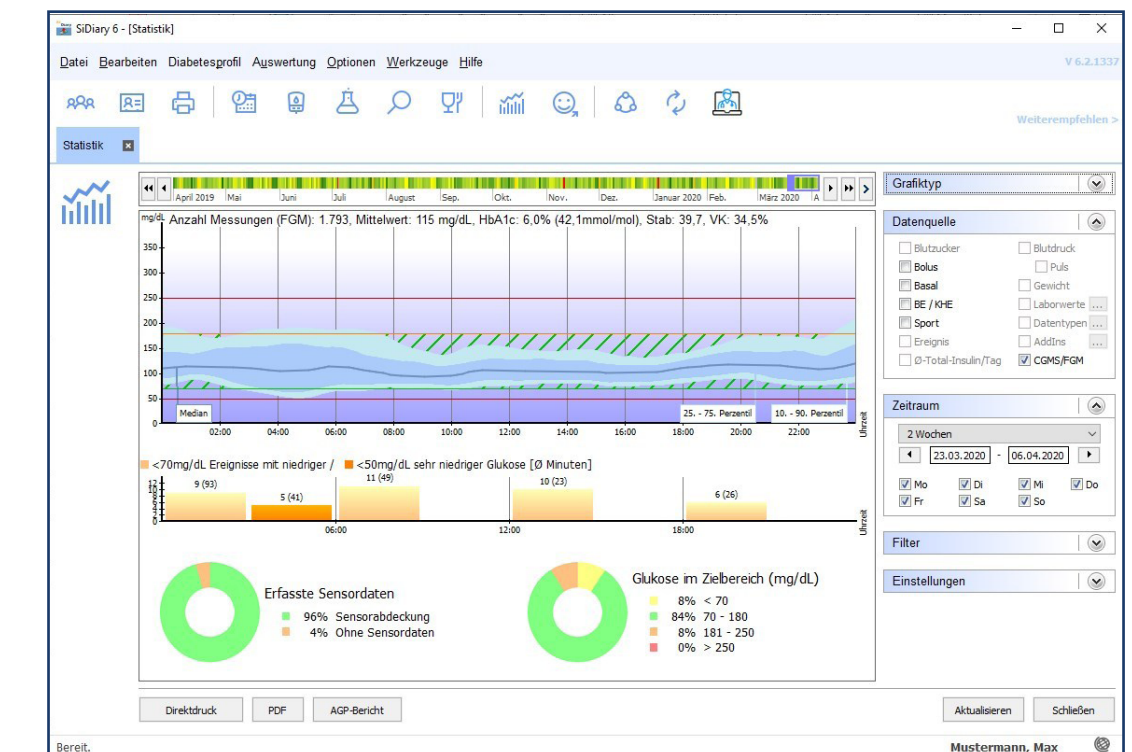 SiDiary 6 - [Statistik]
Datei Bearbeiten Diabetesprofil Auswertung Optionen Werkzeuge Hilfe
V 6.2.1337
Weiterempfehlen >
Statistik
April 2019 Mai Juni Juli August Sep. Okt. Nov. Dez. Januar 2020 Feb. März 2020 A
mg/dL Anzahl Messungen (FGM): 1.793, Mittelwert: 115 mg/dL, HbA1c: 6,0% (42,1mmol/mol), Stab: 39,7, VK: 34,5%
350
300
250
200
150
100
50
0
Median
25. - 75. Perzentil
10. - 90. Perzentil
02:00 04:00 06:00 08:00 10:00 12:00 14:00 16:00 18:00 20:00 22:00
Uhrzeit
<70mg/dL Ereignisse mit niedriger / <50mg/dL sehr niedriger Glukose [Ø Minuten]
12
10
8
6
4
2
0
9 (93)
5 (41)
11 (49)
10 (23)
6 (26)
06:00 12:00 18:00
Uhrzeit
Erfasste Sensordaten
96% Sensorabdeckung
4% Ohne Sensordaten
Glukose im Zielbereich (mg/dL)
8% < 70
84% 70 - 180
8% 181 - 250
0% > 250
Grafiktyp
Datenquelle
Blutzucker Blutdruck
Bolus Puls
Basal Gewicht
BE / KHE Laborwerte ...
Sport Datentypen ...
Ereignis AddIns ...
Ø-Total-Insulin/Tag CGMS/FGM
Zeitraum
2 Wochen
23.03.2020 - 06.04.2020
Mo Di Mi Do
Fr Sa So
Filter
Einstellungen
Direktdruck PDF AGP-Bericht Aktualisieren Schließen
Bereit. Mustermann, Max